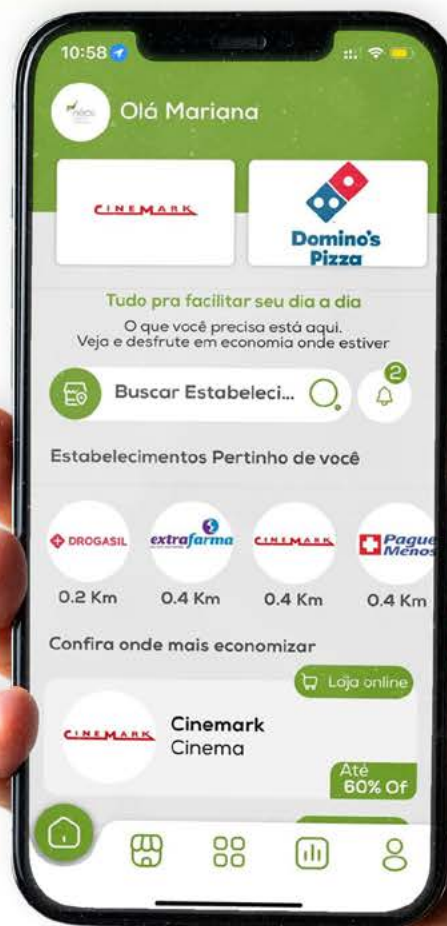 10:58
Olá Mariana
CINEMARK
Domino's
Pizza
Tudo pra facilitar seu dia a dia
O que você precisa está aqui.
Veja e desfrute em economia onde estiver
Buscar Estabeleci...
2
Estabelecimentos Pertinho de você
DROGASIL
extrafarma
CINEMARK
Pague
Menos
0.2 Km
0.4 Km
0.4 Km
0.4 Km
Confira onde mais economizar
Loja online
CINEMARK
Cinemark
Cinema
Até
60% Of